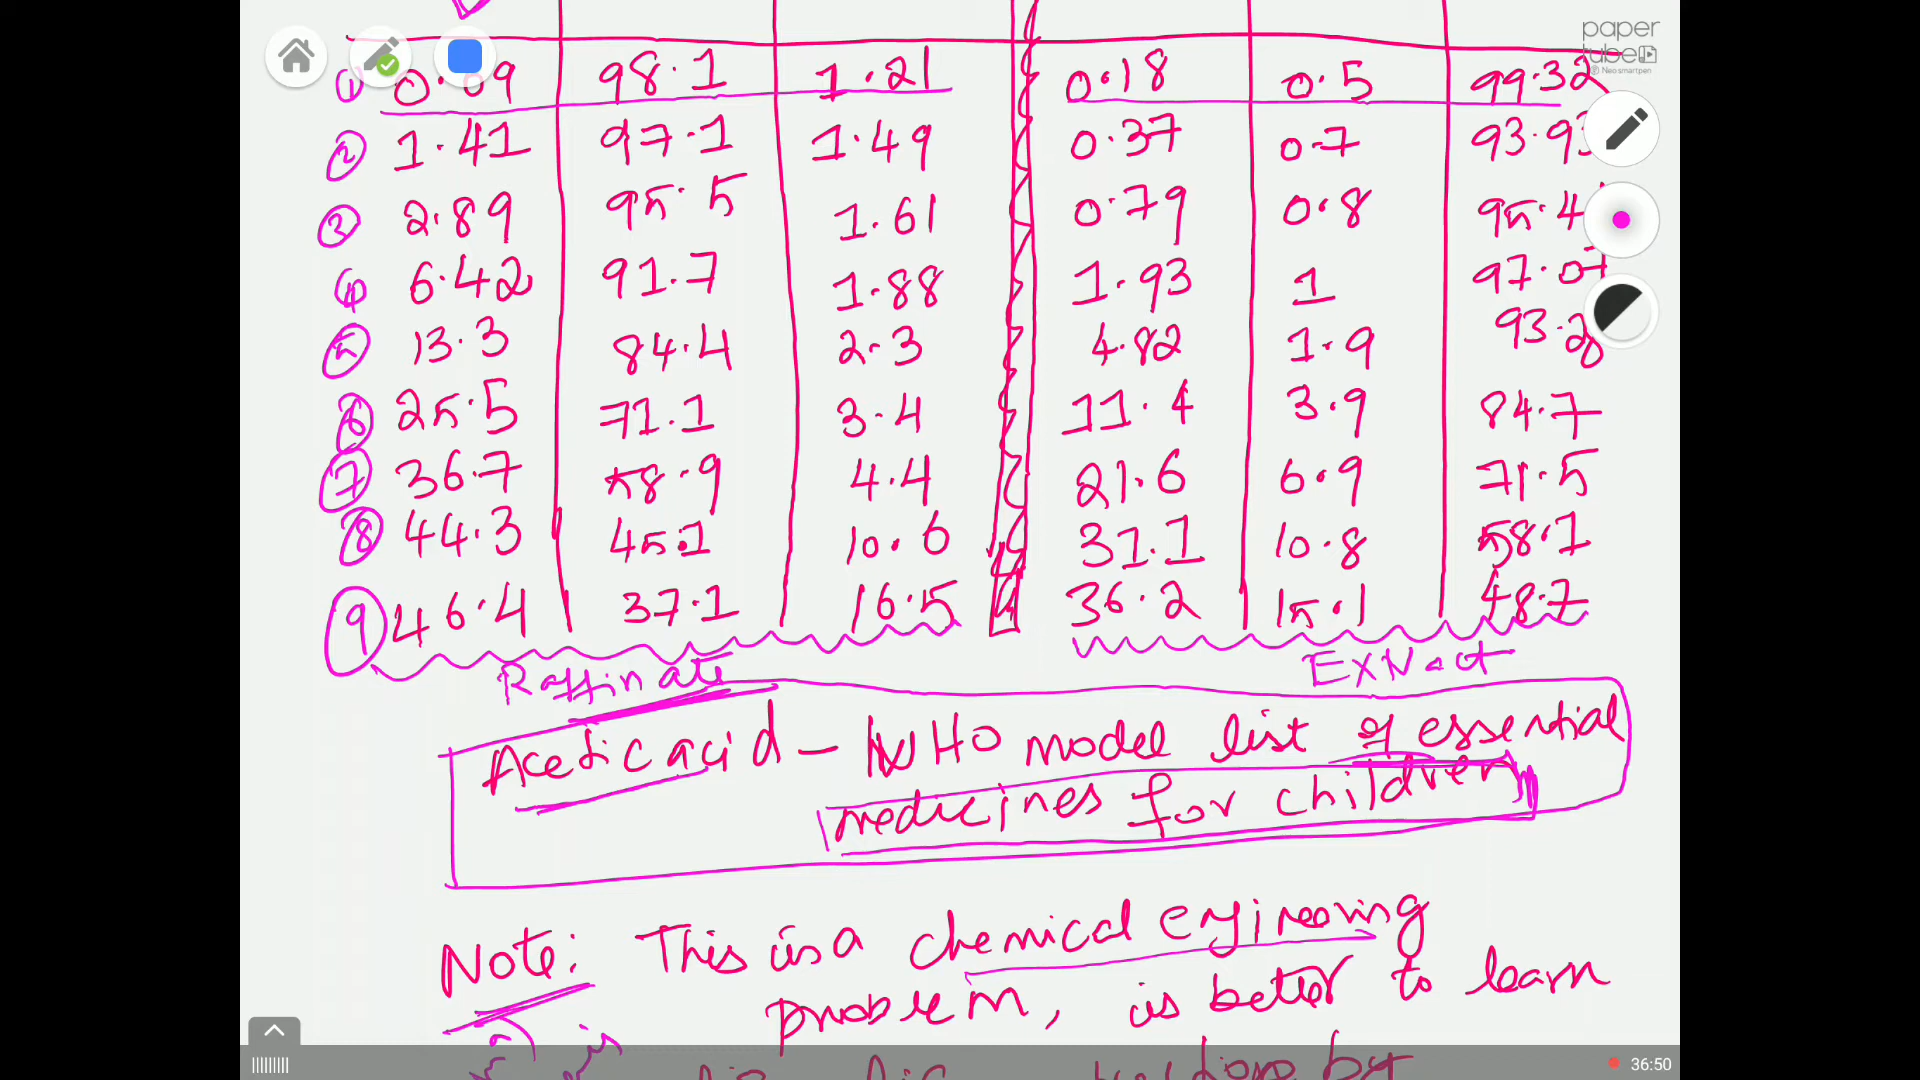 paper
tube
© Neo smartpen
① 0.09 98.1 1.21 0.18 0.5 99.32
② 1.41 97.1 1.49 0.37 0.7 93.93
③ 2.89 95.5 1.61 0.79 0.8 95.4
④ 6.42 91.7 1.88 1.93 1 97.07
⑤ 13.3 84.4 2.3 4.82 1.9 93.28
⑥ 25.5 71.1 3.4 11.4 3.9 84.7
⑦ 36.7 58.9 4.4 21.6 6.9 71.5
⑧ 44.3 45.1 10.6 31.1 10.8 58.1
⑨ 46.4 37.1 16.5 36.2 15.1 48.7
Raffinate Extract
Acetic acid – WHO model list of essential
medicines for children
Note: This is a chemical engineering
problem, is better to learn
by
36:50